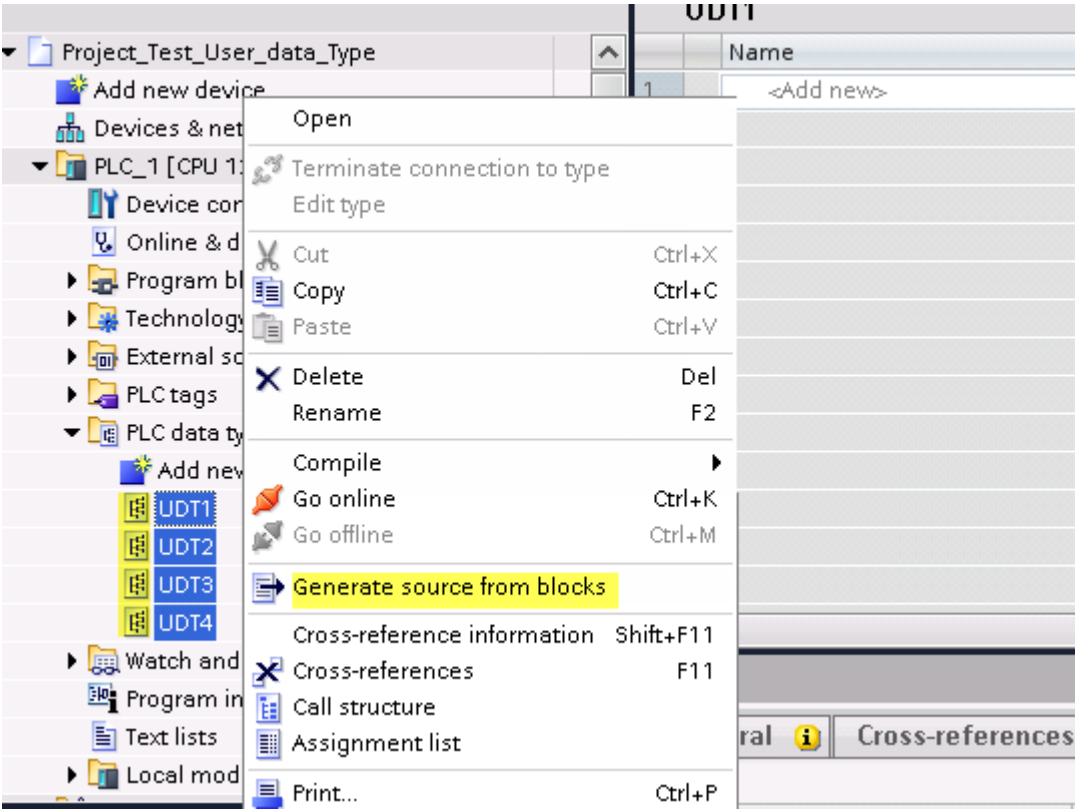 UDT1
Project_Test_User_data_Type
Name
Add new device
1
<Add new>
Devices & net
PLC_1 [CPU 1
Device con
Online & d
Program bl
Technology
External so
PLC tags
PLC data ty
Add new
UDT1
UDT2
UDT3
UDT4
Watch and
Program in
Text lists
Local mod
Open
Terminate connection to type
Edit type
Cut Ctrl+X
Copy Ctrl+C
Paste Ctrl+V
Delete Del
Rename F2
Compile
Go online Ctrl+K
Go offline Ctrl+M
Generate source from blocks
Cross-reference information Shift+F11
Cross-references F11
Call structure
Assignment list
Print... Ctrl+P
ral
Cross-references